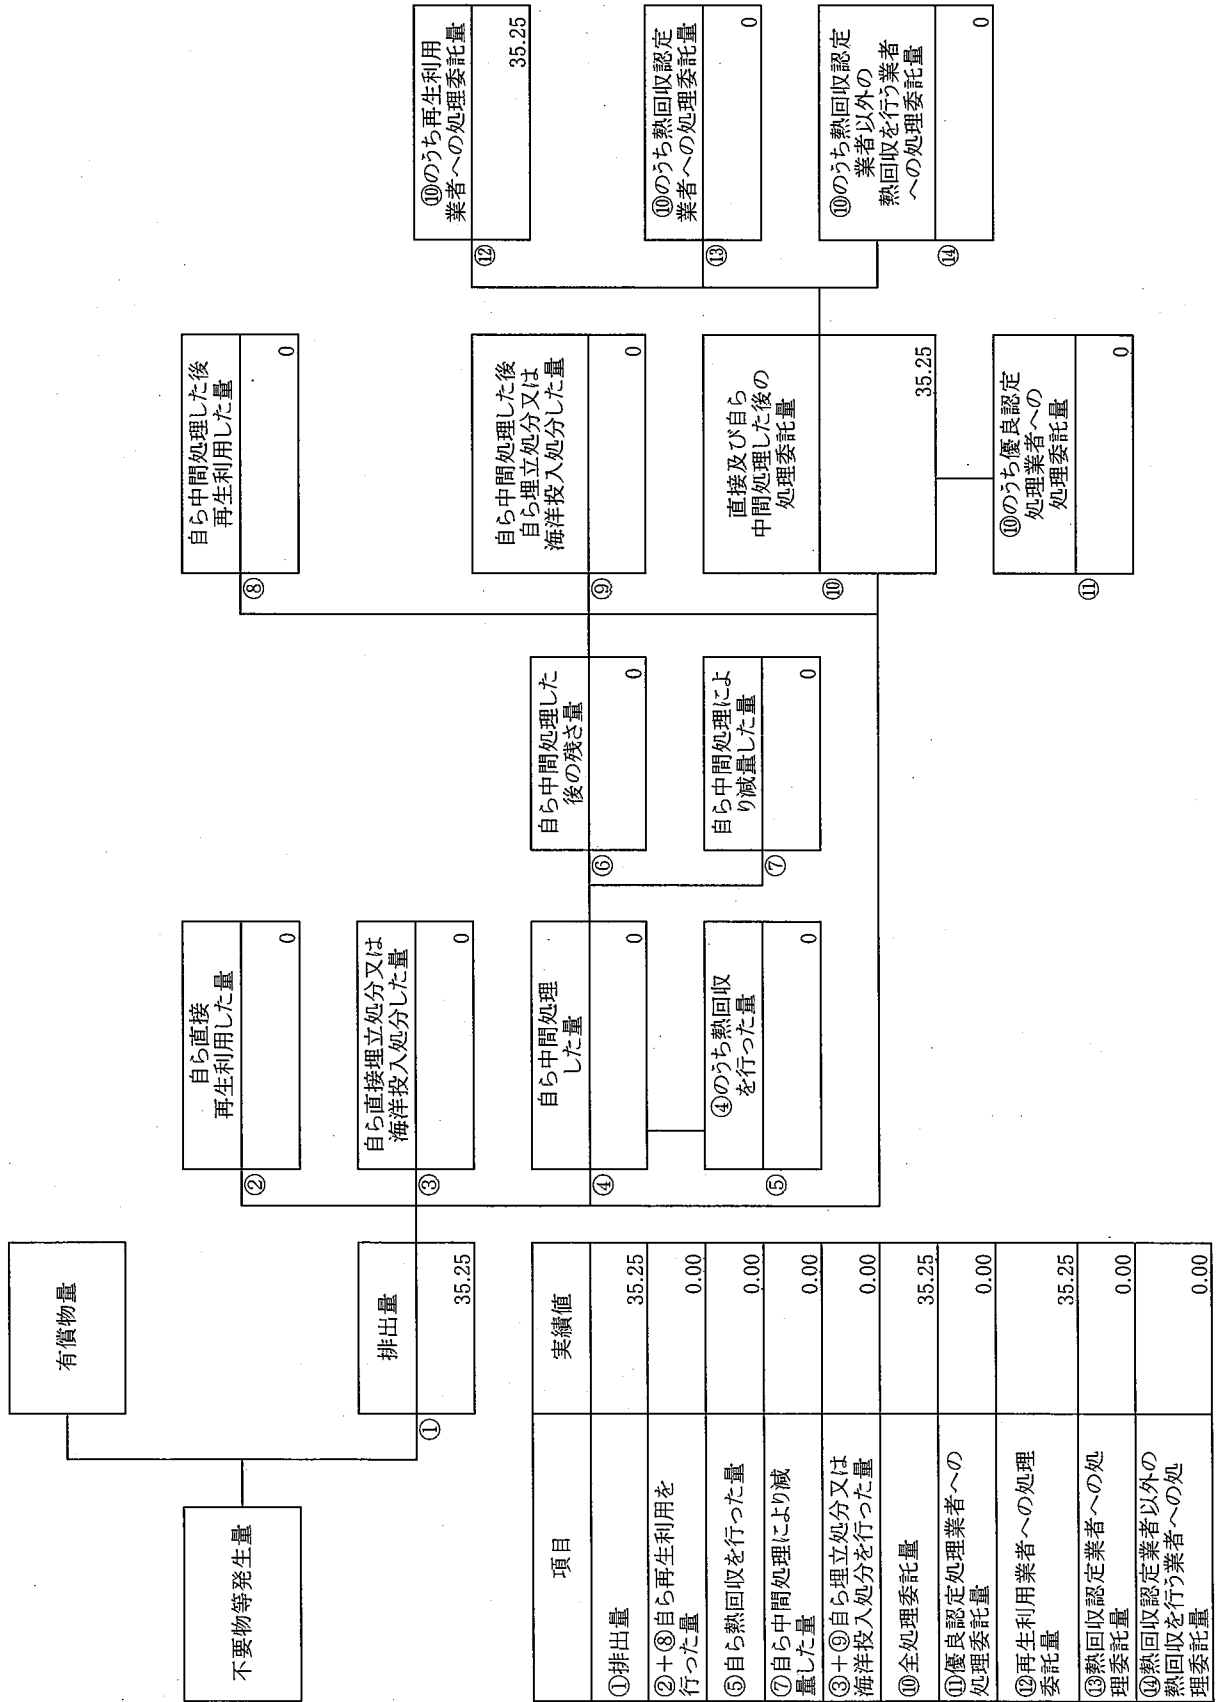 不要物等発生量
有償物量
①
排出量
35.25
②
自ら直接
再生利用した量
0
③
自ら直接埋立処分又は
海洋投入処分した量
0
④
自ら中間処理
した量
0
⑤
④のうち熱回収
を行った量
0
⑥
自ら中間処理した
後の残さ量
0
⑦
自ら中間処理によ
り減量した量
0
⑧
自ら中間処理した後
再生利用した量
0
⑨
自ら中間処理した後
自ら埋立処分又は
海洋投入処分した量
0
⑩
直接及び自ら
中間処理した後の
処理委託量
35.25
⑪
⑩のうち優良認定
処理業者への
処理委託量
0
⑫
⑩のうち再生利用
業者への処理委託量
35.25
⑬
⑩のうち熱回収認定
業者への処理委託量
0
⑭
⑩のうち熱回収認定
業者以外の
熱回収を行う業者
への処理委託量
0
項目 実績値
①排出量 35.25
②+⑧自ら再生利用を
行った量 0.00
⑤自ら熱回収を行った量 0.00
⑦自ら中間処理により減
量した量 0.00
③+⑨自ら埋立処分又は
海洋投入処分を行った量 0.00
⑩全処理委託量 35.25
⑪優良認定処理業者への
処理委託量 0.00
⑫再生利用業者への処理
委託量 35.25
⑬熱回収認定業者への処
理委託量 0.00
⑭熱回収認定業者以外の
熱回収を行う業者への処
理委託量 0.00